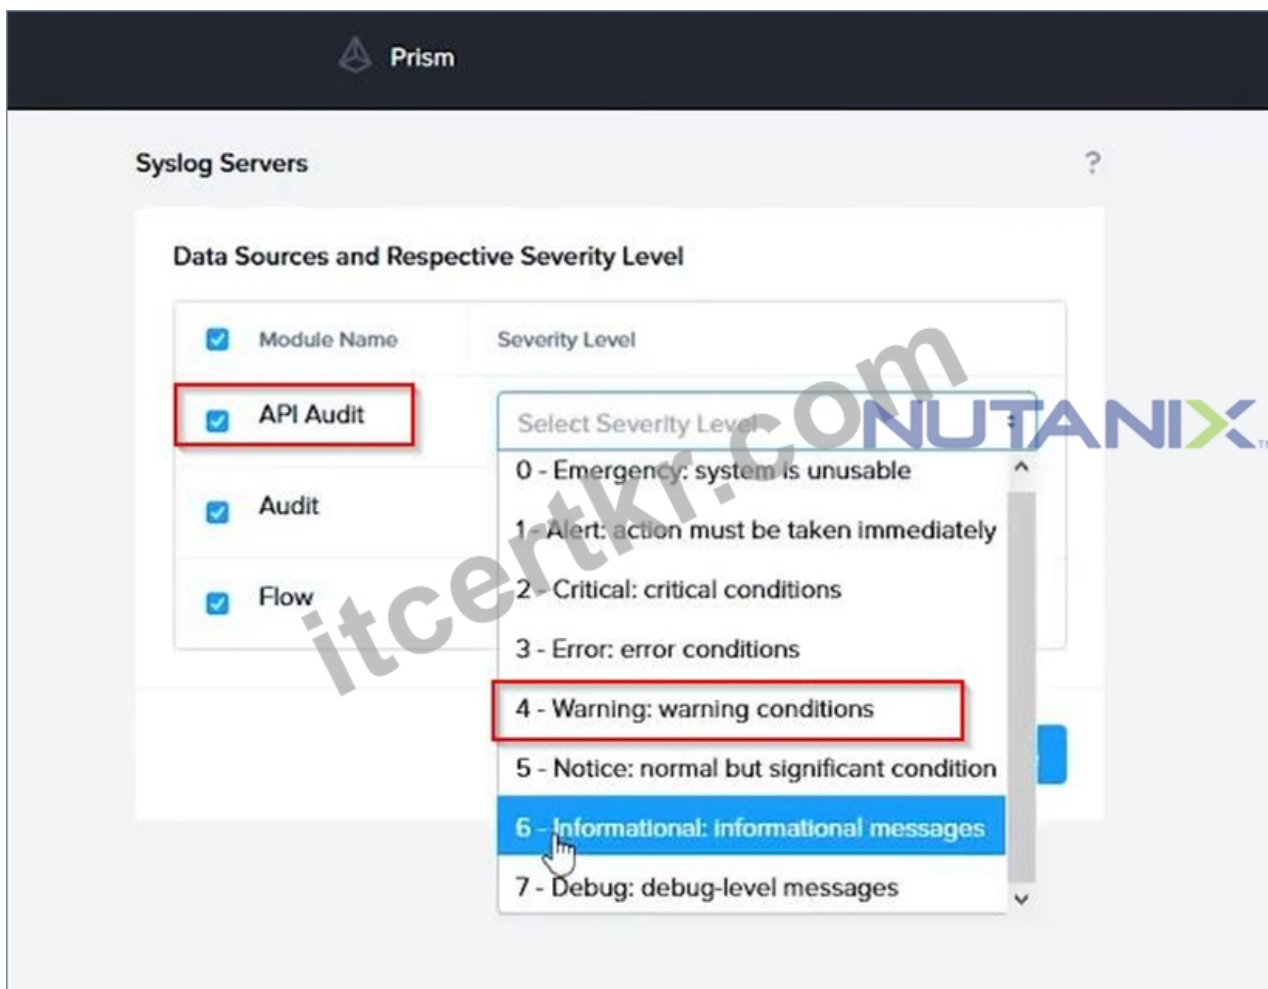 Prism
Syslog Servers
?
Data Sources and Respective Severity Level
Module Name Severity Level
API Audit
Select Severity Level
NUTANIX
TM
0 - Emergency: system is unusable
Audit
1 - Alert: action must be taken immediately
2 - Critical: critical conditions
Flow
3 - Error: error conditions
4 - Warning: warning conditions
5 - Notice: normal but significant condition
6 - Informational: informational messages
7 - Debug: debug-level messages
itcertkr.com